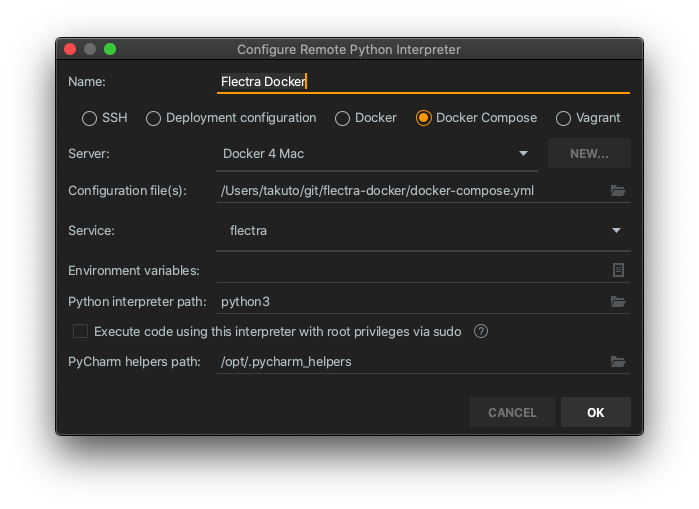 Configure Remote Python Interpreter
Name: Flectra Docker
SSH Deployment configuration Docker Docker Compose Vagrant
Server: Docker 4 Mac NEW...
Configuration file(s): /Users/takuto/git/flectra-docker/docker-compose.yml
Service: flectra
Environment variables:
Python interpreter path: python3
Execute code using this interpreter with root privileges via sudo ?
PyCharm helpers path: /opt/.pycharm_helpers
CANCEL OK